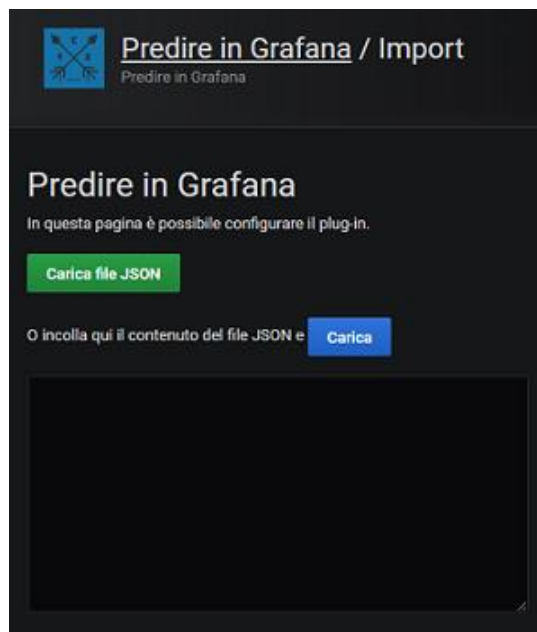 Predire in Grafana / Import
Predire in Grafana
Predire in Grafana
In questa pagina è possibile configurare il plug-in.
Carica file JSON
O incolla qui il contenuto del file JSON e Carica